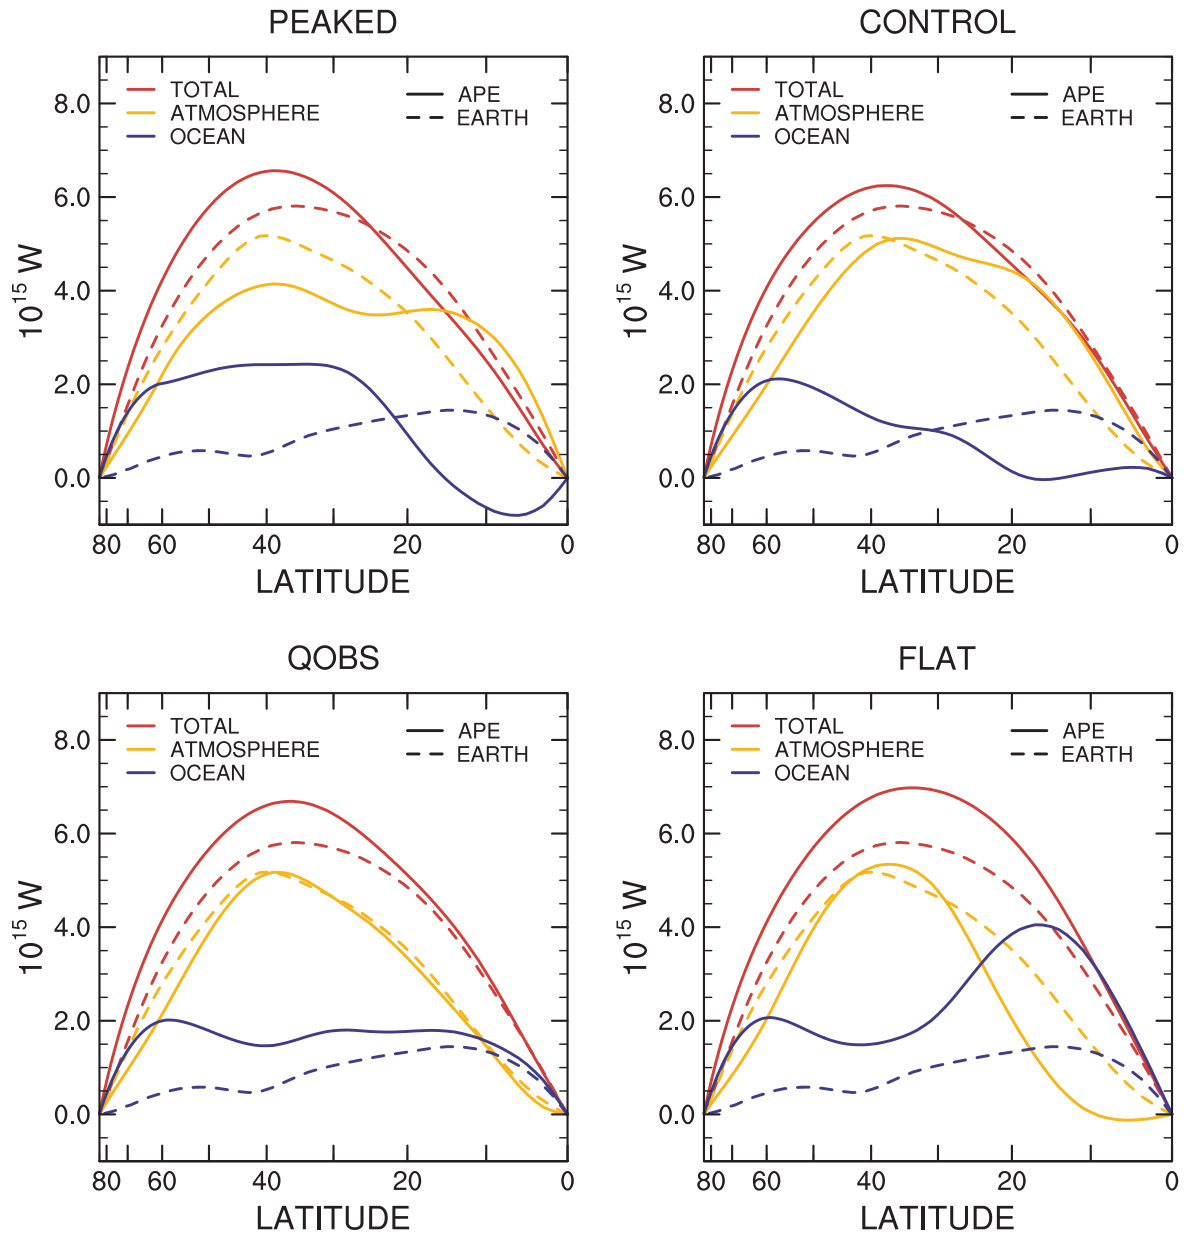 PEAKED
TOTAL
ATMOSPHERE
OCEAN
APE
EARTH
8.0
6.0
4.0
2.0
0.0
10^15 W
80 60 40 20 0
LATITUDE
CONTROL
TOTAL
ATMOSPHERE
OCEAN
APE
EARTH
8.0
6.0
4.0
2.0
0.0
10^15 W
80 60 40 20 0
LATITUDE
QOBS
TOTAL
ATMOSPHERE
OCEAN
APE
EARTH
8.0
6.0
4.0
2.0
0.0
10^15 W
80 60 40 20 0
LATITUDE
FLAT
TOTAL
ATMOSPHERE
OCEAN
APE
EARTH
8.0
6.0
4.0
2.0
0.0
10^15 W
80 60 40 20 0
LATITUDE